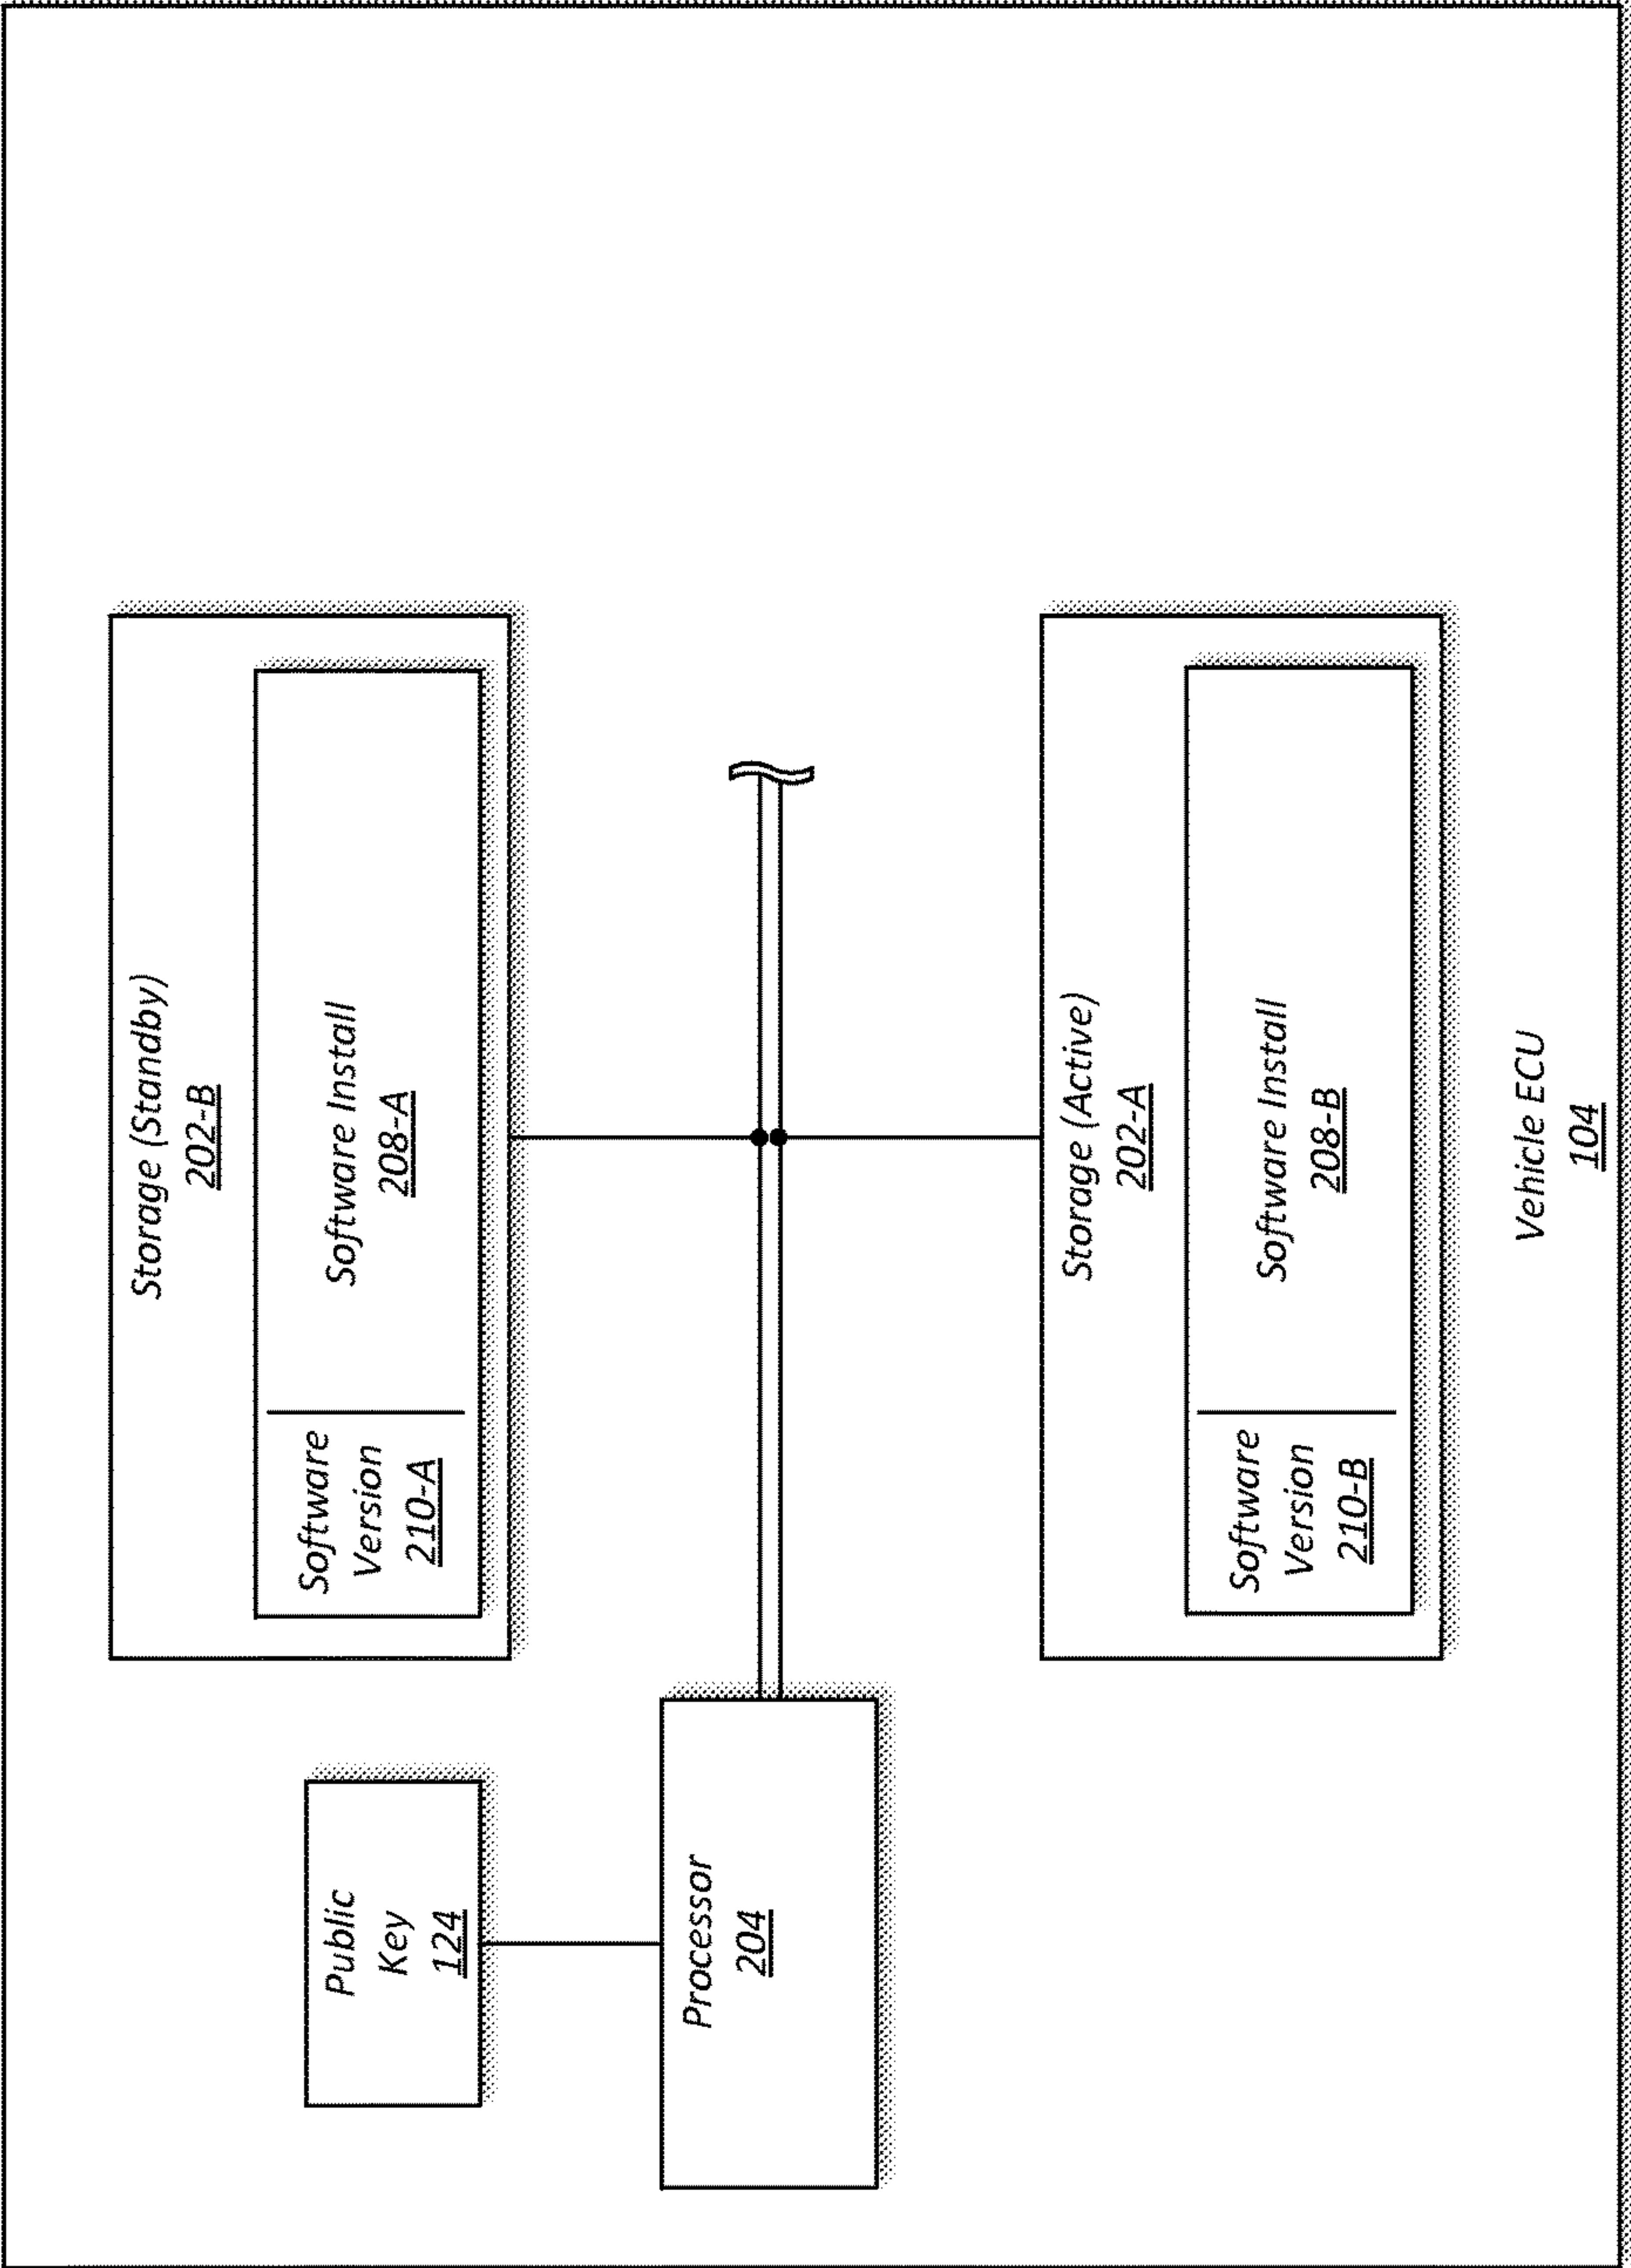 Public
Key
124
Storage (Standby)
202-B
Software
Version
210-A
Software Install
208-A
Processor
204
Storage (Active)
202-A
Software
Version
210-B
Software Install
208-B
Vehicle ECU
104